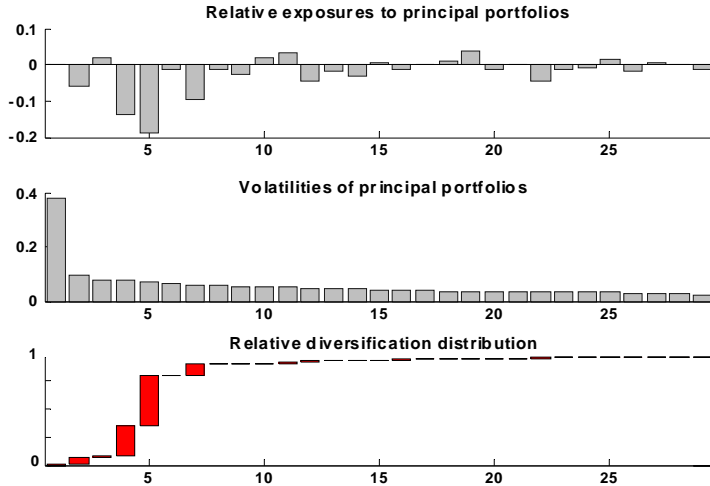 Relative exposures to principal portfolios
0.1
0
-0.1
-0.2
5 10 15 20 25
Volatilities of principal portfolios
0.4
0.2
0
5 10 15 20 25
Relative diversification distribution
1
0
5 10 15 20 25